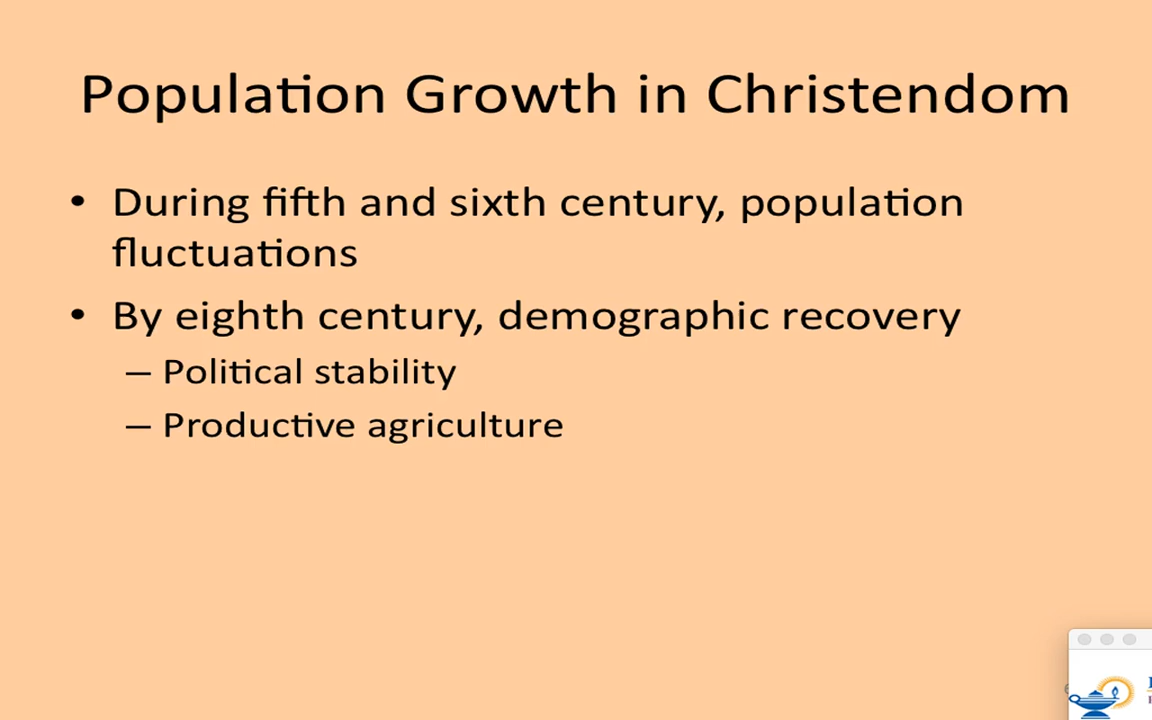 Population Growth in Christendom
• During fifth and sixth century, population
fluctuations
• By eighth century, demographic recovery
– Political stability
– Productive agriculture